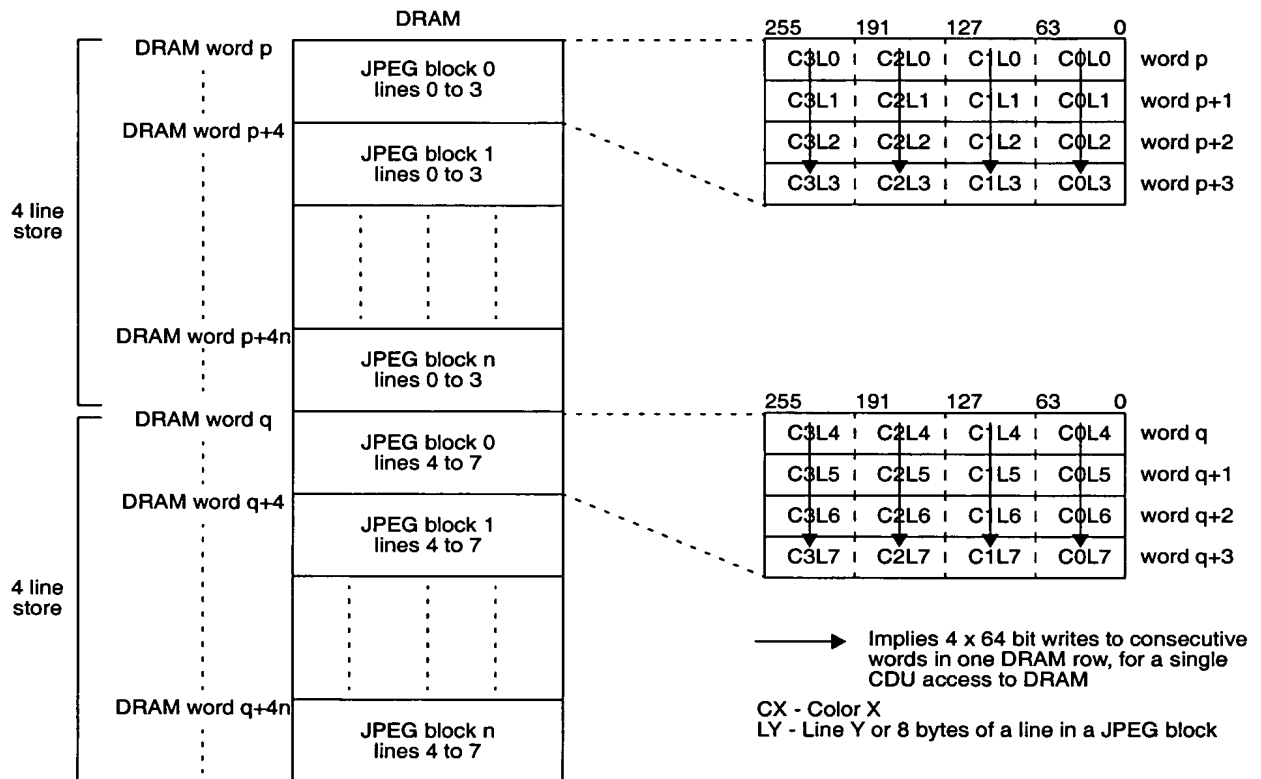 DRAM
DRAM word p
JPEG block 0
lines 0 to 3
DRAM word p+4
JPEG block 1
lines 0 to 3
4 line
store
DRAM word p+4n
JPEG block n
lines 0 to 3
DRAM word q
JPEG block 0
lines 4 to 7
DRAM word q+4
JPEG block 1
lines 4 to 7
4 line
store
DRAM word q+4n
JPEG block n
lines 4 to 7
255 191 127 63 0
C3L0 C2L0 C1L0 C0L0 word p
C3L1 C2L1 C1L1 C0L1 word p+1
C3L2 C2L2 C1L2 C0L2 word p+2
C3L3 C2L3 C1L3 C0L3 word p+3
255 191 127 63 0
C3L4 C2L4 C1L4 C0L4 word q
C3L5 C2L5 C1L5 C0L5 word q+1
C3L6 C2L6 C1L6 C0L6 word q+2
C3L7 C2L7 C1L7 C0L7 word q+3
Implies 4 x 64 bit writes to consecutive
words in one DRAM row, for a single
CDU access to DRAM
CX - Color X
LY - Line Y or 8 bytes of a line in a JPEG block